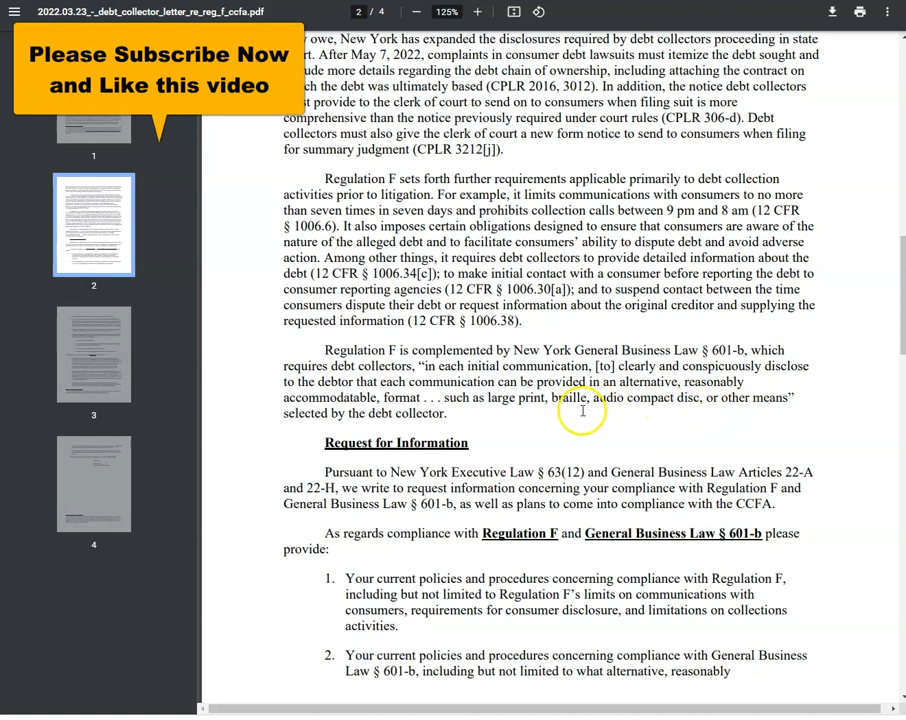 2022.03.23_-_debt_collector_letter_re_reg_f_ccfa.pdf
2 / 4
125%
Please Subscribe Now
and Like this video
1
2
3
4
owe, New York has expanded the disclosures required by debt collectors proceeding in state
After May 7, 2022, complaints in consumer debt lawsuits must itemize the debt sought and
more details regarding the debt chain of ownership, including attaching the contract on
the debt was ultimately based (CPLR 2016, 3012). In addition, the notice debt collectors
provide to the clerk of court to send on to consumers when filing suit is more
comprehensive than the notice previously required under court rules (CPLR 306-d). Debt
collectors must also give the clerk of court a new form notice to send to consumers when filing
for summary judgment (CPLR 3212[j]).
Regulation F sets forth further requirements applicable primarily to debt collection
activities prior to litigation. For example, it limits communications with consumers to no more
than seven times in seven days and prohibits collection calls between 9 pm and 8 am (12 CFR
§ 1006.6). It also imposes certain obligations designed to ensure that consumers are aware of the
nature of the alleged debt and to facilitate consumers’ ability to dispute debt and avoid adverse
action. Among other things, it requires debt collectors to provide detailed information about the
debt (12 CFR § 1006.34[c]); to make initial contact with a consumer before reporting the debt to
consumer reporting agencies (12 CFR § 1006.30[a]); and to suspend contact between the time
consumers dispute their debt or request information about the original creditor and supplying the
requested information (12 CFR § 1006.38).
Regulation F is complemented by New York General Business Law § 601-b, which
requires debt collectors, “in each initial communication, [to] clearly and conspicuously disclose
to the debtor that each communication can be provided in an alternative, reasonably
accommodatable, format . . . such as large print, braille, audio compact disc, or other means”
selected by the debt collector.
Request for Information
Pursuant to New York Executive Law § 63(12) and General Business Law Articles 22-A
and 22-H, we write to request information concerning your compliance with Regulation F and
General Business Law § 601-b, as well as plans to come into compliance with the CCFA.
As regards compliance with Regulation F and General Business Law § 601-b please
provide:
1. Your current policies and procedures concerning compliance with Regulation F,
including but not limited to Regulation F’s limits on communications with
consumers, requirements for consumer disclosure, and limitations on collections
activities.
2. Your current policies and procedures concerning compliance with General Business
Law § 601-b, including but not limited to what alternative, reasonably